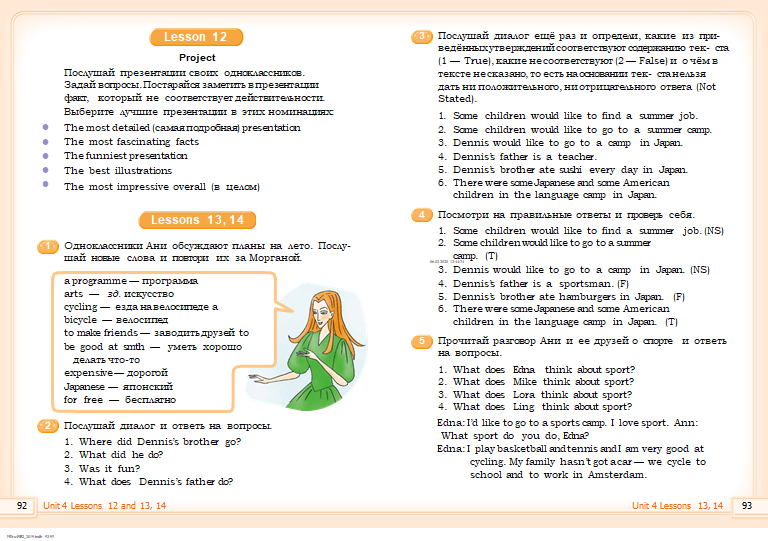 Lesson 12
Project
Послушай презентации своих одноклассников.
Задай вопросы. Постарайся заметить в презентации
факт, который не соответствует действительности.
Выберите лучшие презентации в этих номинациях:
The most detailed (самая подробная) presentation
The most fascinating facts
The funniest presentation
The best illustrations
The most impressive overall (в целом)
Lessons 13, 14
1 Одноклассники Ани обсуждают планы на лето. Послу-
шай новые слова и повтори их за Морганой.
a programme — программа
arts — зд. искусство
cycling — езда на велосипеде a
bicycle — велосипед
to make friends — заводить друзей to
be good at smth — уметь хорошо
делать что-то
expensive — дорогой
Japanese — японский
for free — бесплатно
2 Послушай диалог и ответь на вопросы.
1. Where did Dennis's brother go?
2. What did he do?
3. Was it fun?
4. What does Dennis's father do?
92 Unit 4 Lessons 12 and 13, 14
3 Послушай диалог ещё раз и определи, какие из при-
ведённых утверждений соответствуют содержанию тек- ста
(1 — True), какие не соответствуют (2 — False) и о чём в
тексте не сказано, то есть на основании тек- ста нельзя
дать ни положительного, ни отрицательного ответа (Not
Stated).
1. Some children would like to find a summer job.
2. Some children would like to go to a summer camp.
3. Dennis would like to go to a camp in Japan.
4. Dennis's father is a teacher.
5. Dennis's brother ate sushi every day in Japan.
6. There were some Japanese and some American
children in the language camp in Japan.
4 Посмотри на правильные ответы и проверь себя.
1. Some children would like to find a summer job. (NS)
2. Some children would like to go to a summer
camp. (T)
3. Dennis would like to go to a camp in Japan. (NS)
4. Dennis's father is a sportsman. (F)
5. Dennis's brother ate hamburgers in Japan. (F)
6. There were some Japanese and some American
children in the language camp in Japan. (T)
5 Прочитай разговор Ани и ее друзей о спорте и ответь
на вопросы.
1. What does Edna think about sport?
2. What does Mike think about sport?
3. What does Lora think about sport?
4. What does Ling think about sport?
Edna: I'd like to go to a sports camp. I love sport. Ann:
What sport do you do, Edna?
Edna: I play basketball and tennis and I am very good at
cycling. My family hasn't got a car — we cycle to
school and to work in Amsterdam.
Unit 4 Lessons 13, 14 93